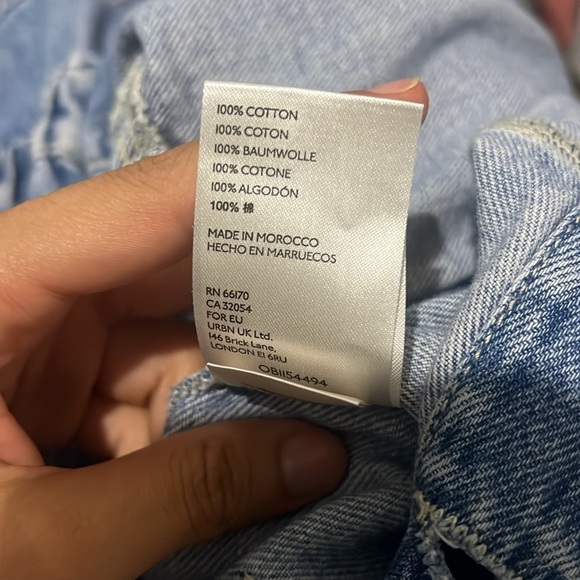 100% COTTON
100% COTON
100% BAUMWOLLE
100% COTONE
100% ALGODÓN
100% 棉
MADE IN MOROCCO
HECHO EN MARRUECOS
RN 66170
CA 32054
FOR EU
URBN UK Ltd.
146 Brick Lane,
LONDON E1 6RU
OB1154494